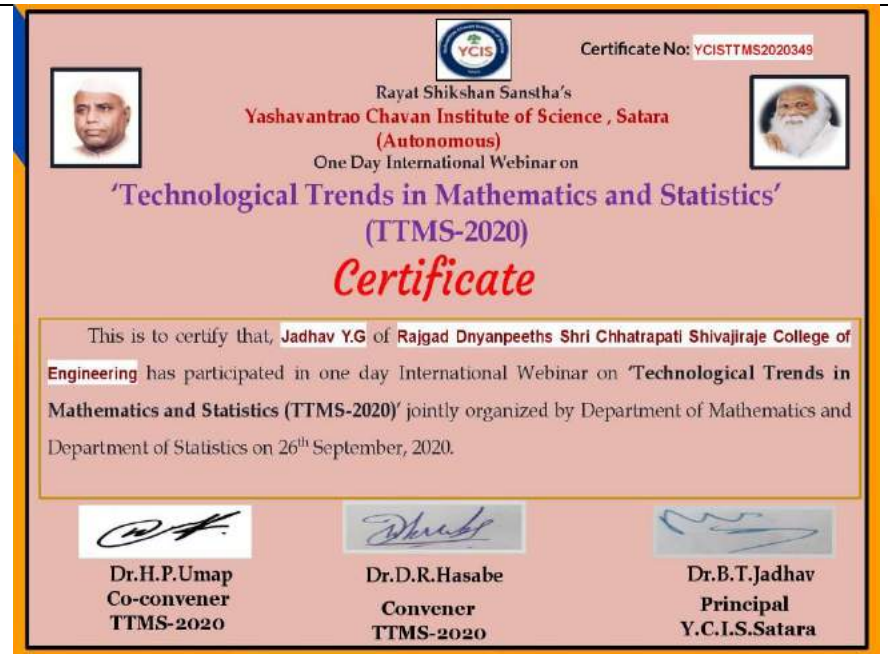 YCIS
Certificate No: YCISTTMS2020349
Rayat Shikshan Sanstha's
Yashavantrao Chavan Institute of Science , Satara
(Autonomous)
One Day International Webinar on
'Technological Trends in Mathematics and Statistics'
(TTMS-2020)
Certificate
This is to certify that, Jadhav Y.G of Rajgad Dnyanpeeths Shri Chhatrapati Shivajiraje College of
Engineering has participated in one day International Webinar on 'Technological Trends in
Mathematics and Statistics (TTMS-2020)' jointly organized by Department of Mathematics and
Department of Statistics on 26th September, 2020.
Dr.H.P.Umap
Co-convener
TTMS-2020
Dr.D.R.Hasabe
Convener
TTMS-2020
Dr.B.T.Jadhav
Principal
Y.C.I.S.Satara